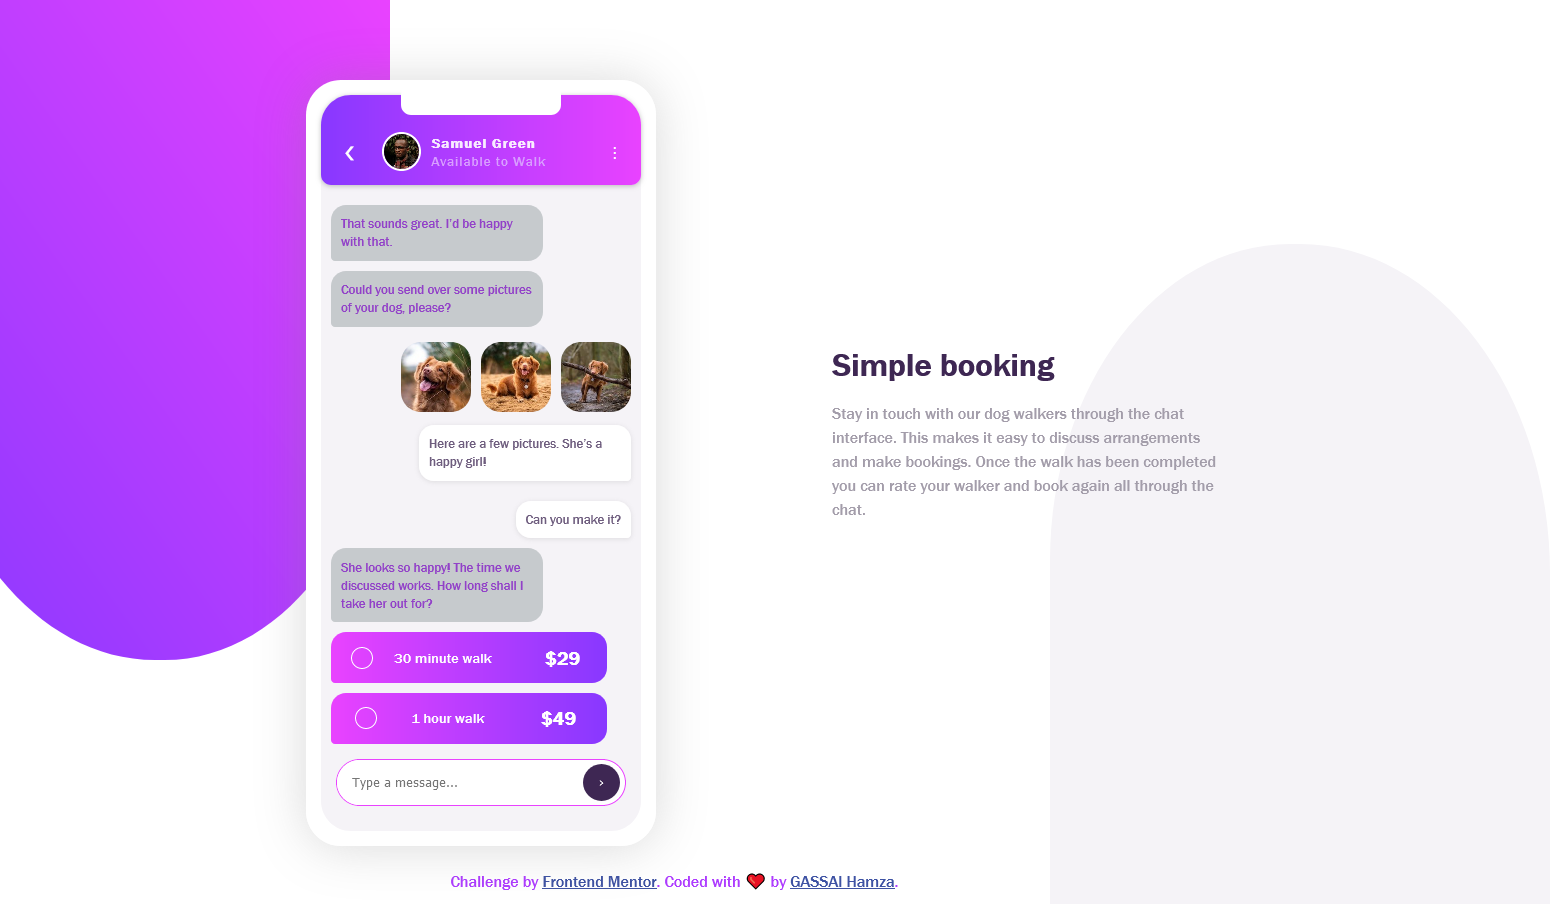 Samuel Green
Available to Walk
That sounds great. I’d be happy
with that.
Could you send over some pictures
of your dog, please?
Here are a few pictures. She’s a
happy girl!
Can you make it?
She looks so happy! The time we
discussed works. How long shall I
take her out for?
30 minute walk $29
1 hour walk $49
Type a message...
Simple booking
Stay in touch with our dog walkers through the chat
interface. This makes it easy to discuss arrangements
and make bookings. Once the walk has been completed
you can rate your walker and book again all through the
chat.
Challenge by Frontend Mentor. Coded with ❤ by GASSAI Hamza.